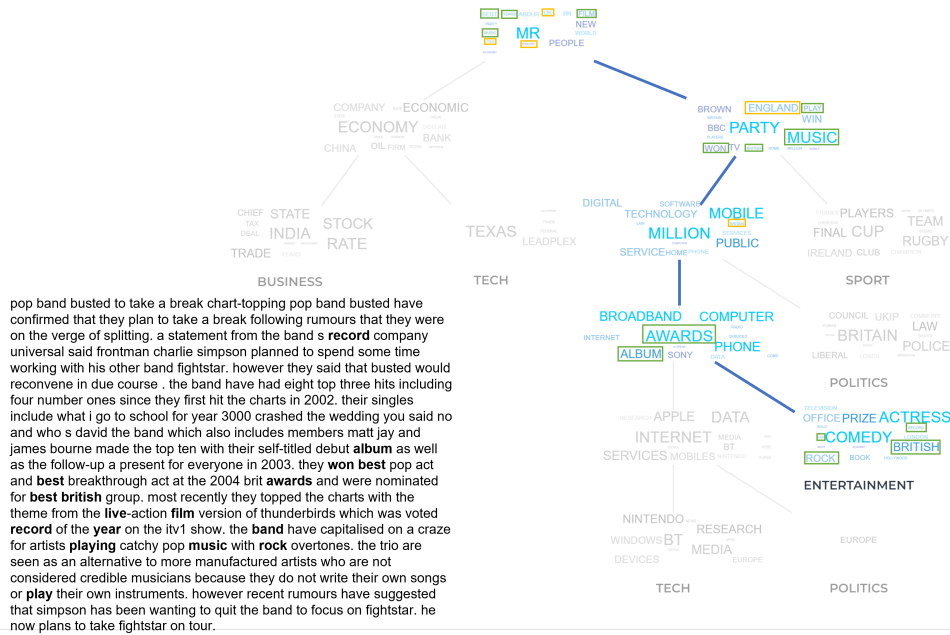 FILM
NEW
WORLD
MR
PEOPLE
COMPANY ECONOMIC
ECONOMY
BANK
CHINA OIL FIRM
BROWN ENGLAND PLAY
WIN
BBC PARTY
MUSIC
WON TV
CHIEF STATE
TAX
STOCK
DEAL INDIA
RATE
TRADE
BUSINESS
TEXAS
LEADPLEX
TECH
DIGITAL SOFTWARE
TECHNOLOGY MOBILE
MILLION SERVICES
PUBLIC
SERVICE HOME PHONE
PLAYERS
TEAM
FINAL CUP
RUGBY
IRELAND CLUB CHAMPION
SPORT
BROADBAND COMPUTER
INTERNET AWARDS
PHONE
ALBUM SONY
DATA
COUNCIL UKIP
LAW
BRITAIN
POLICE
LIBERAL LORDS
POLITICS
RESEARCH APPLE DATA
INTERNET MEDIA
BT
SERVICES MOBILES
TELEVISION
OFFICE PRIZE ACTRESS
COMEDY LONDON
BRITISH
ROCK BOOK
ENTERTAINMENT
NINTENDO
RESEARCH
WINDOWS BT
MEDIA
DEVICES EUROPE
TECH
EUROPE
POLITICS
pop band busted to take a break chart-topping pop band busted have
confirmed that they plan to take a break following rumours that they were
on the verge of splitting. a statement from the band s record company
universal said frontman charlie simpson planned to spend some time
working with his other band fightstar. however they said that busted would
reconvene in due course . the band have had eight top three hits including
four number ones since they first hit the charts in 2002. their singles
include what i go to school for year 3000 crashed the wedding you said no
and who s david the band which also includes members matt jay and
james bourne made the top ten with their self-titled debut album as well
as the follow-up a present for everyone in 2003. they won best pop act
and best breakthrough act at the 2004 brit awards and were nominated
for best british group. most recently they topped the charts with the
theme from the live-action film version of thunderbirds which was voted
record of the year on the itv1 show. the band have capitalised on a craze
for artists playing catchy pop music with rock overtones. the trio are
seen as an alternative to more manufactured artists who are not
considered credible musicians because they do not write their own songs
or play their own instruments. however recent rumours have suggested
that simpson has been wanting to quit the band to focus on fightstar. he
now plans to take fightstar on tour.